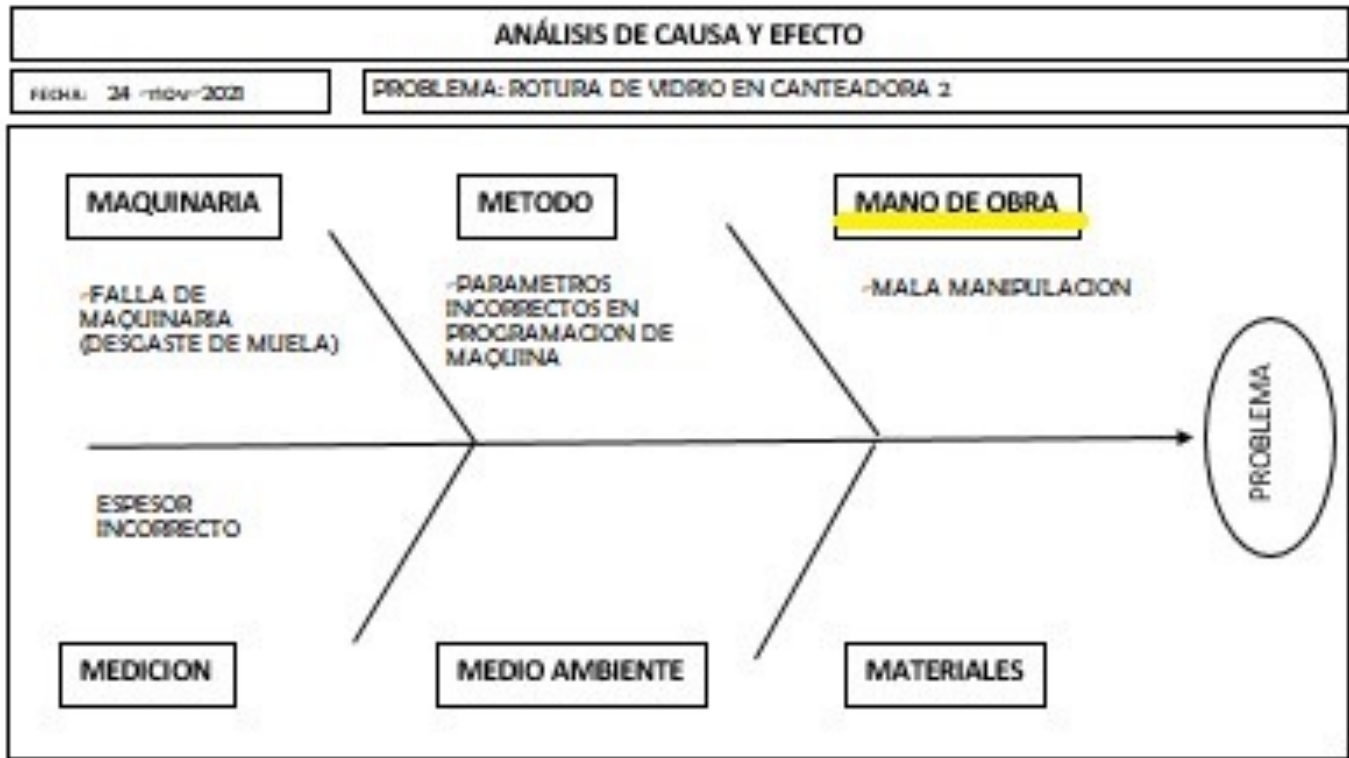 ANÁLISIS DE CAUSA Y EFECTO
FECHA: 24 -nov-2021
PROBLEMA: ROTURA DE VIDRIO EN CANTEADORA 2
MAQUINARIA
METODO
MANO DE OBRA
-FALLA DE
MAQUINARIA
(DESGASTE DE MUELA)
-PARAMETROS
INCORRECTOS EN
PROGRAMACION DE
MAQUINA
-MALA MANIPULACION
PROBLEMA
ESPESOR
INCORRECTO
MEDICION
MEDIO AMBIENTE
MATERIALES